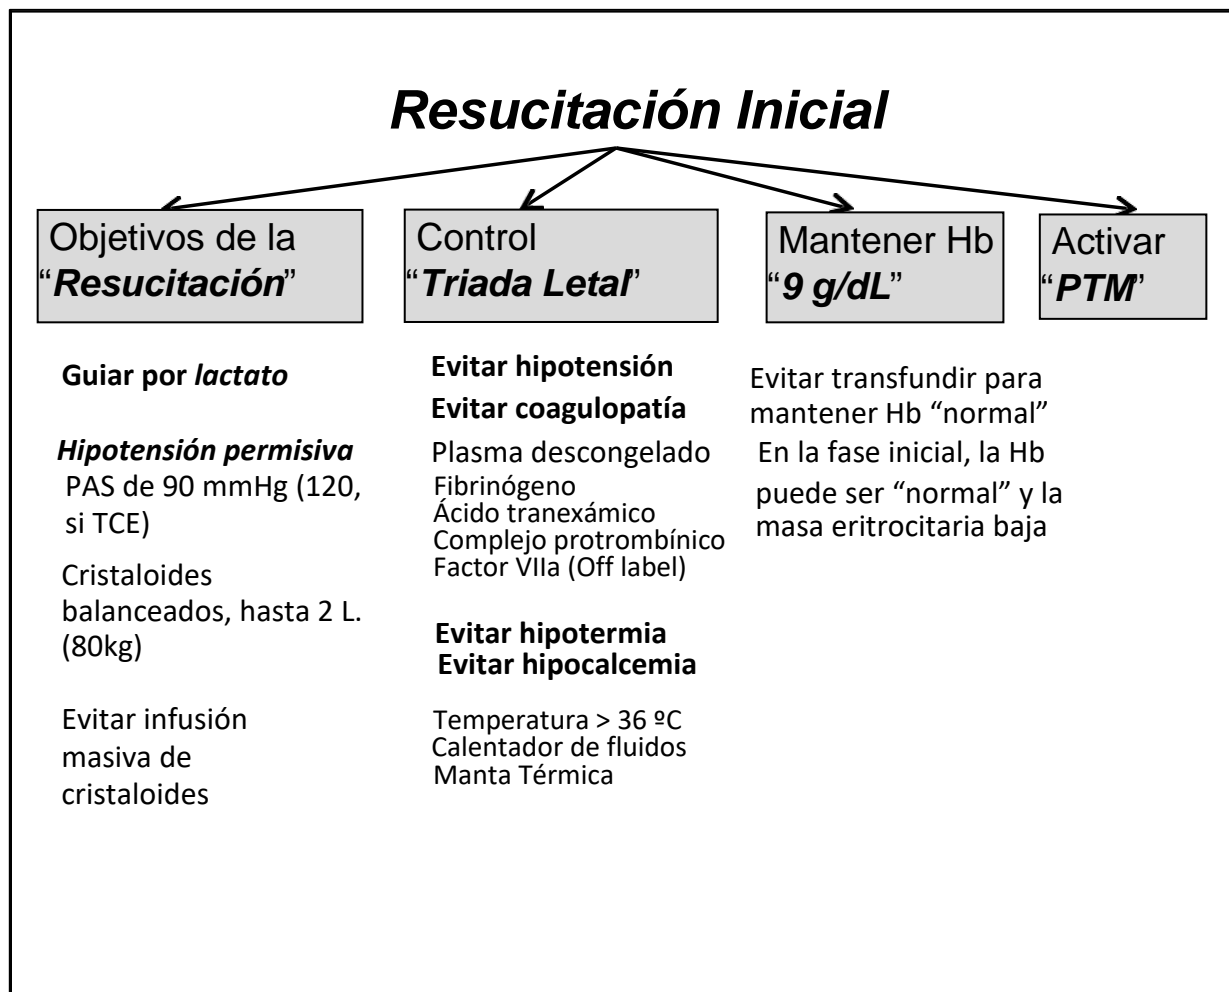 Resucitación Inicial
Objetivos de la
“Resucitación”
Control
“Triada Letal”
Mantener Hb
“9 g/dL”
Activar
“PTM”
Guiar por lactato
Hipotensión permisiva
PAS de 90 mmHg (120,
si TCE)
Cristaloides
balanceados, hasta 2 L.
(80kg)
Evitar infusión
masiva de
cristaloides
Evitar hipotensión
Evitar coagulopatía
Plasma descongelado
Fibrinógeno
Ácido tranexámico
Complejo protrombínico
Factor VIIa (Off label)
Evitar hipotermia
Evitar hipocalcemia
Temperatura > 36 ºC
Calentador de fluidos
Manta Térmica
Evitar transfundir para
mantener Hb “normal”
En la fase inicial, la Hb
puede ser “normal” y la
masa eritrocitaria baja